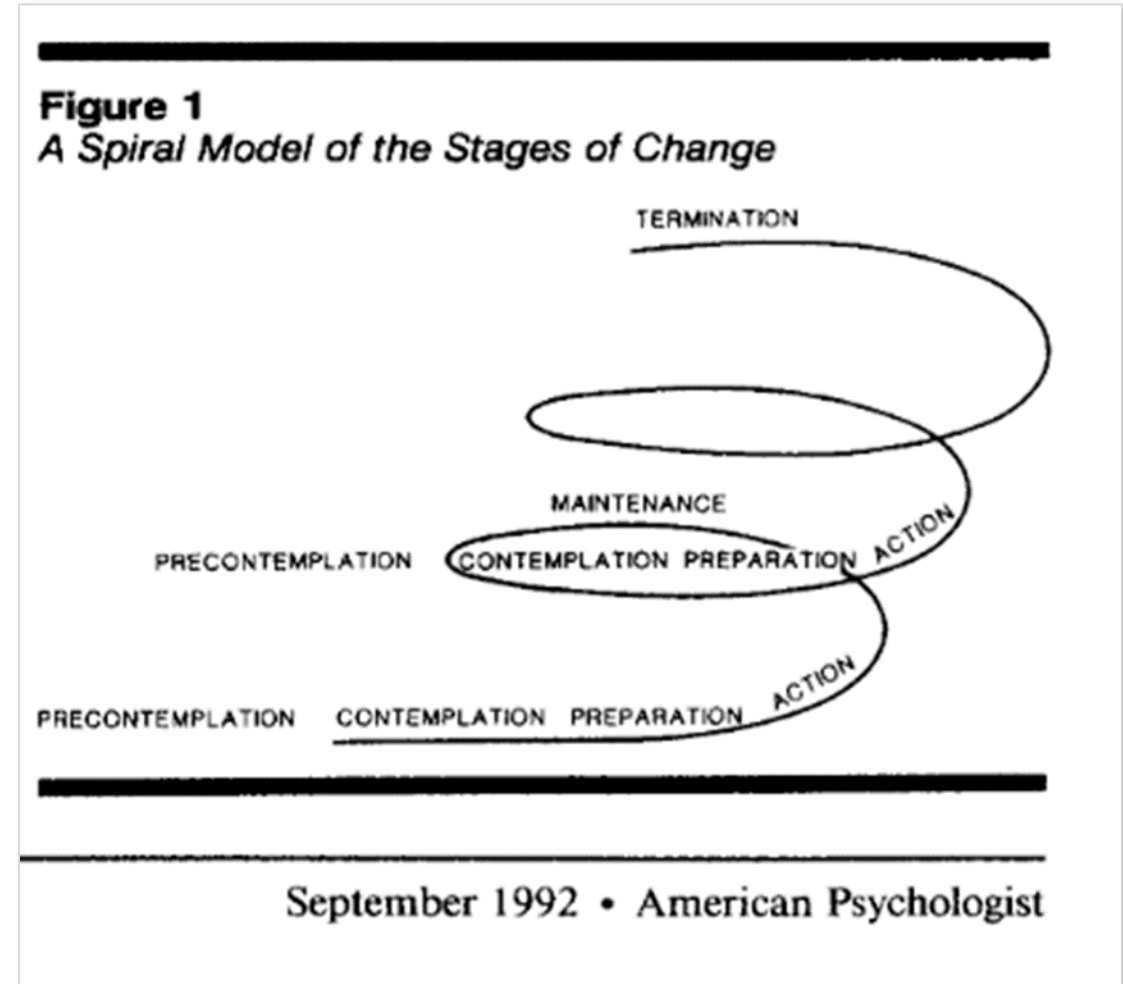 Figure 1
A Spiral Model of the Stages of Change
TERMINATION
MAINTENANCE
PRECONTEMPLATION CONTEMPLATION PREPARATION ACTION
PRECONTEMPLATION CONTEMPLATION PREPARATION ACTION
September 1992 • American Psychologist